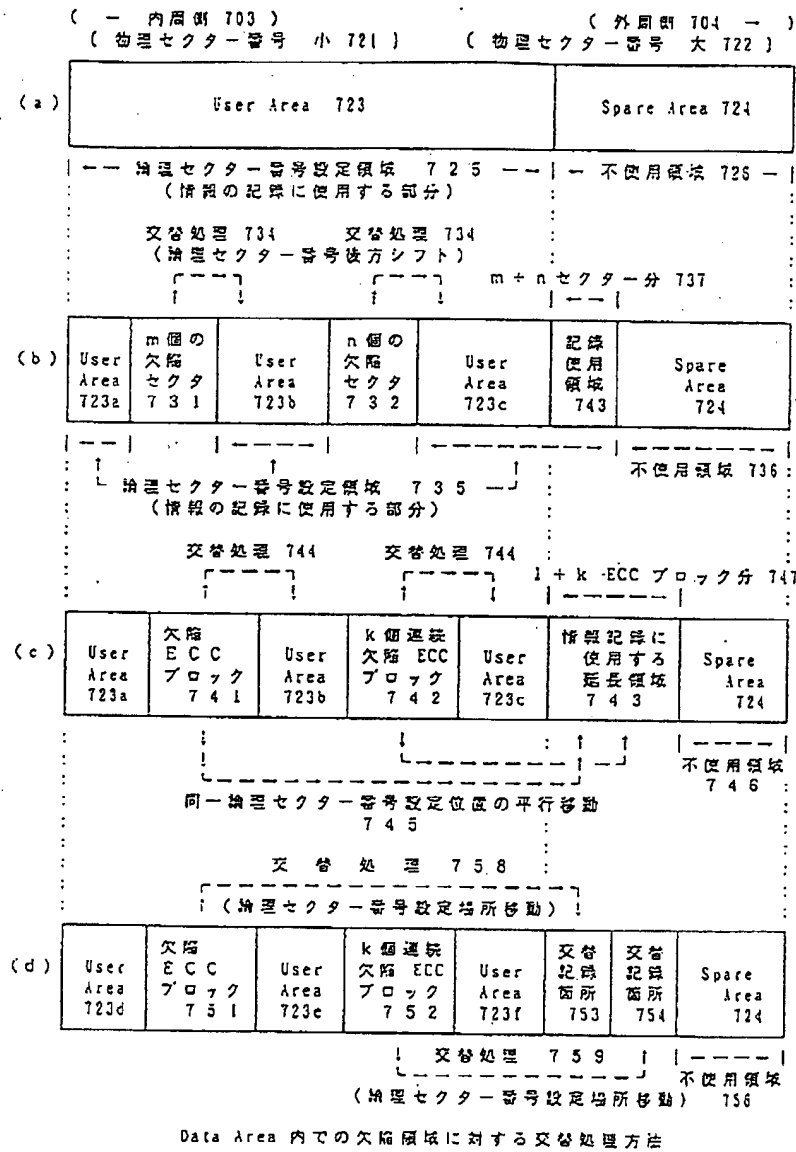 ( ← 内周側 703 )
( 外周側 704 → )
( 物理セクター番号 小 721 )
( 物理セクター番号 大 722 )
(a)
User Area 723
Spare Area 724
論理セクター番号設定領域 725
不使用領域 726
(情報の記録に使用する部分)
交替処理 734
交替処理 734
(論理セクター番号後方シフト)
m+nセクター分 737
(b)
User Area 723a
m個の欠陥セクタ 731
User Area 723b
n個の欠陥セクタ 732
User Area 723c
記録使用領域 743
Spare Area 724
不使用領域 736
論理セクター番号設定領域 735
(情報の記録に使用する部分)
交替処理 744
交替処理 744
1+k ECC ブロック分 747
(c)
User Area 723a
欠陥ECCブロック 741
User Area 723b
k個連続欠陥 ECCブロック 742
User Area 723c
情報記録に使用する延長領域 743
Spare Area 724
不使用領域 746
同一論理セクター番号設定位置の平行移動
745
交替処理 758
(論理セクター番号設定場所移動)
(d)
User Area 723d
欠陥ECCブロック 751
User Area 723e
k個連続欠陥 ECCブロック 752
User Area 723f
交替記録箇所 753
交替記録箇所 754
Spare Area 724
交替処理 759
不使用領域
(論理セクター番号設定場所移動) 756
Data Area 内での欠陥領域に対する交替処理方法